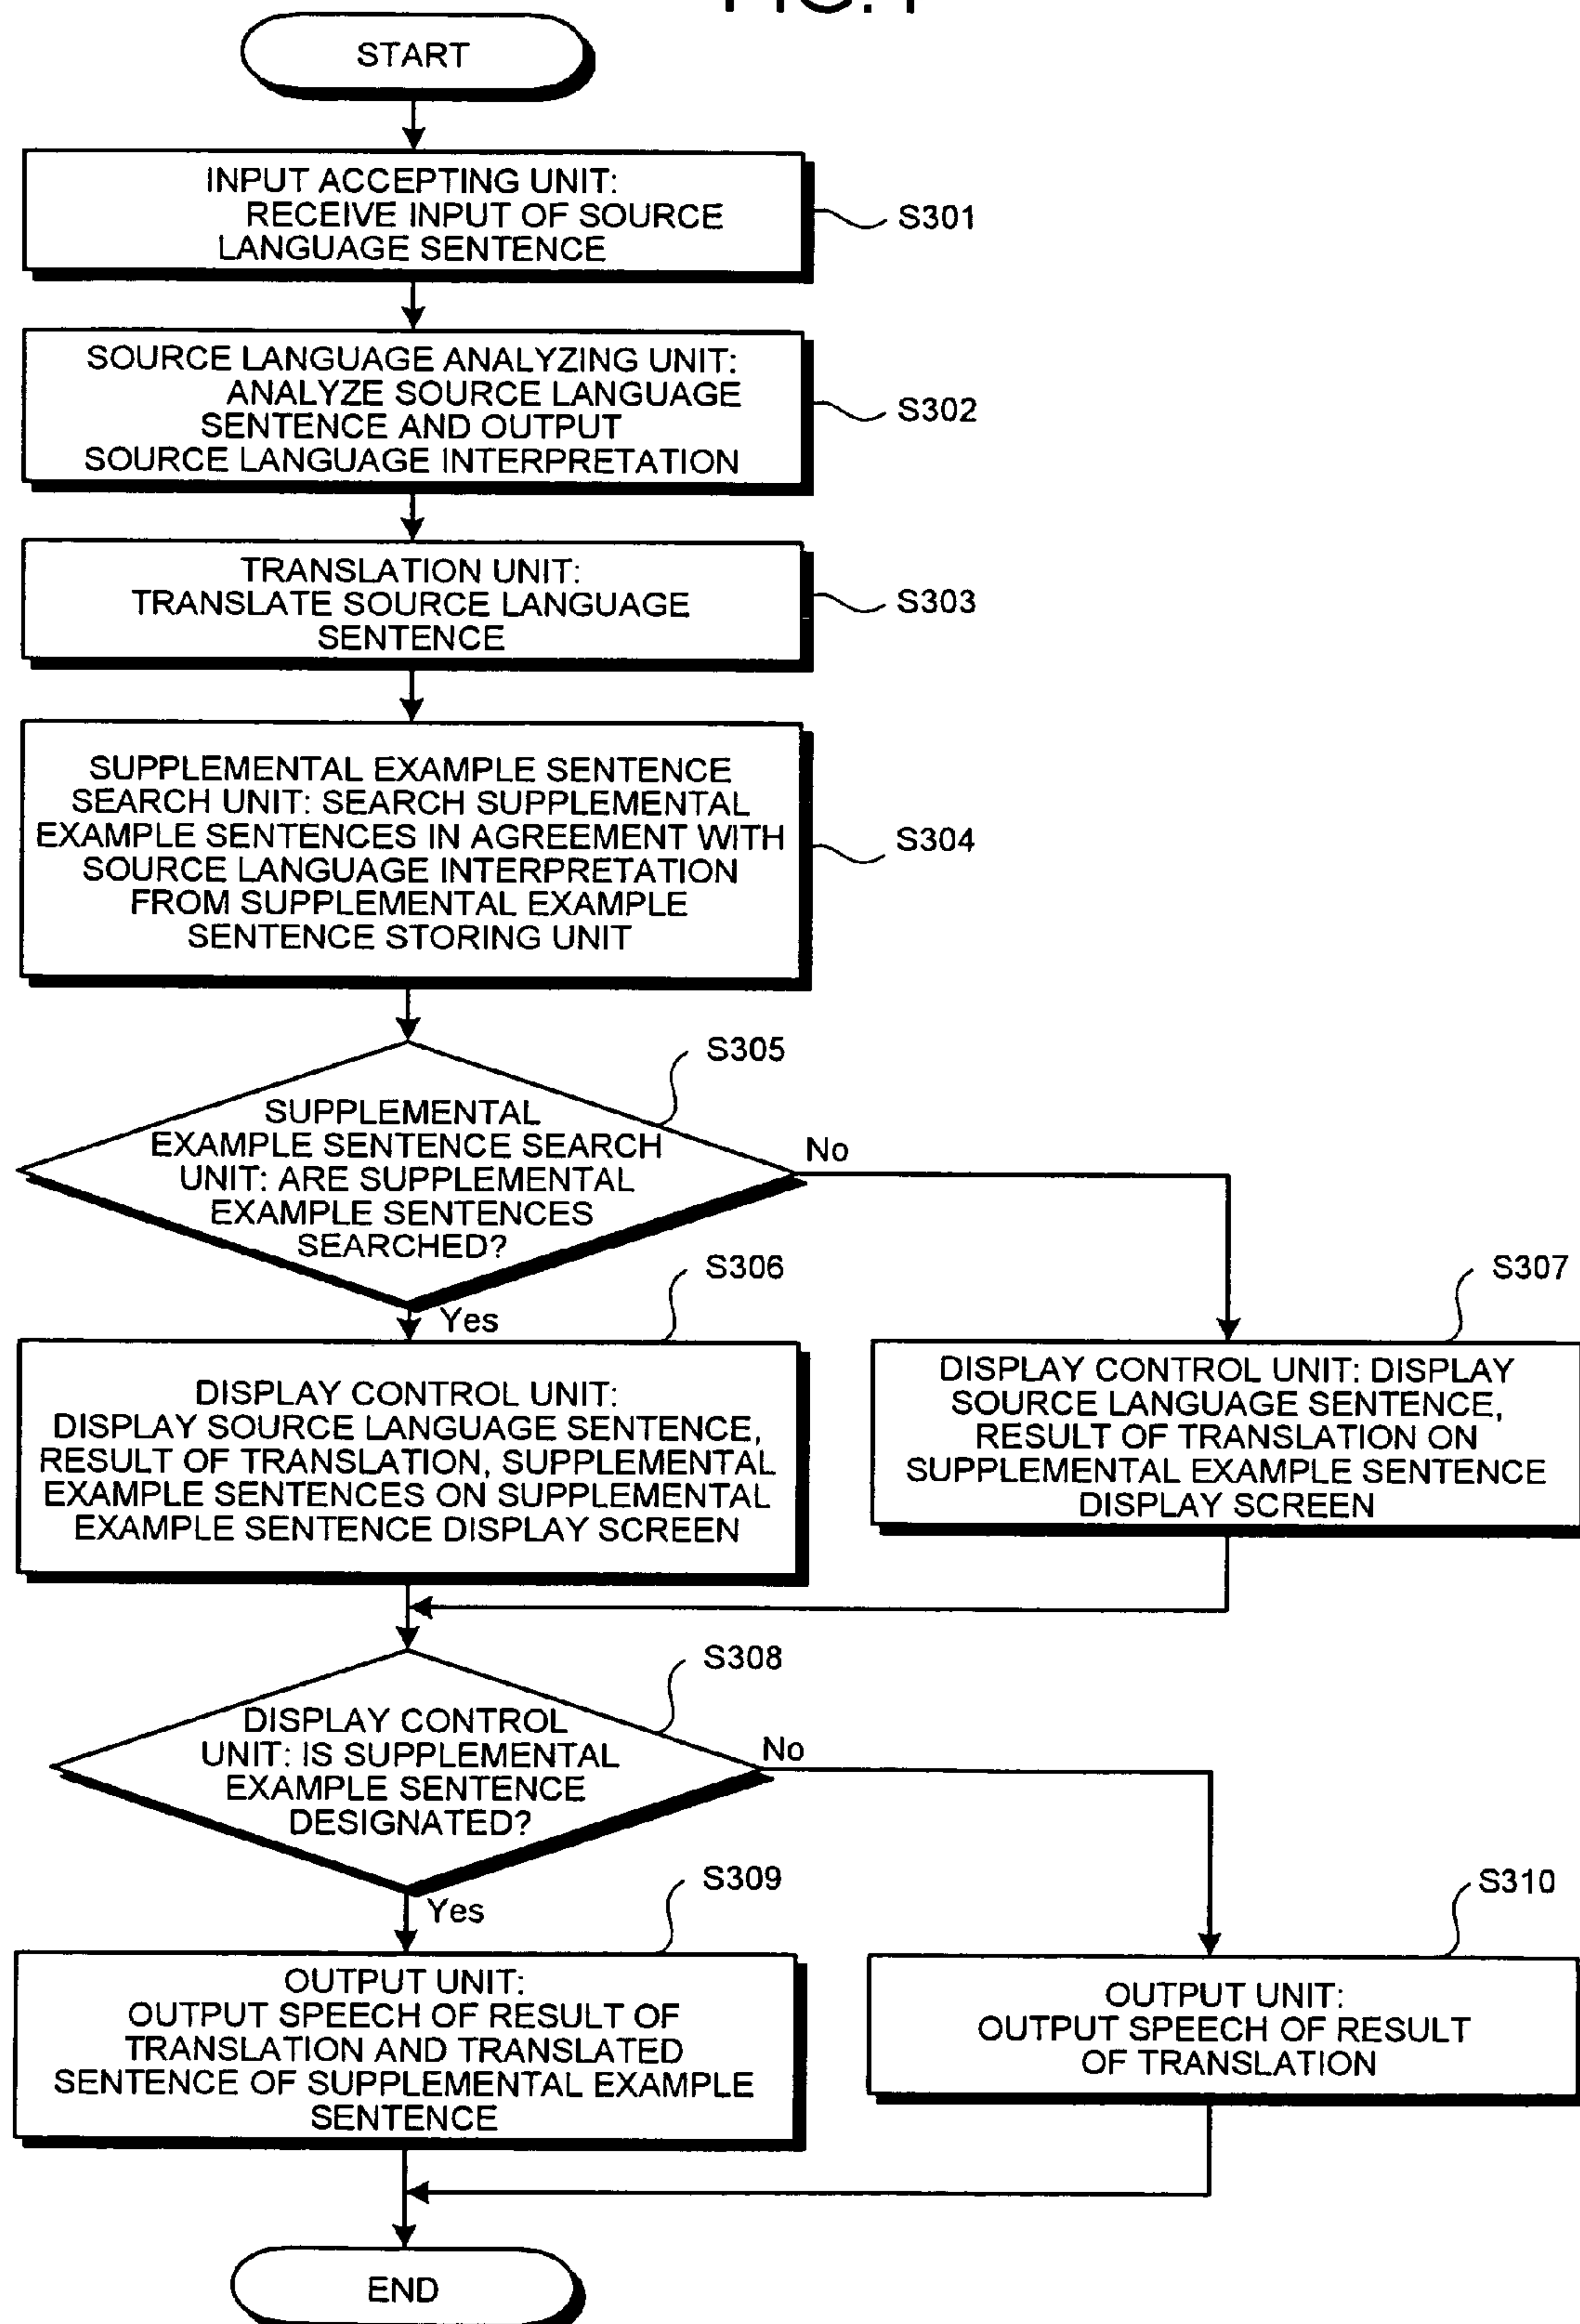 START
INPUT ACCEPTING UNIT:
RECEIVE INPUT OF SOURCE
LANGUAGE SENTENCE
S301
SOURCE LANGUAGE ANALYZING UNIT:
ANALYZE SOURCE LANGUAGE
SENTENCE AND OUTPUT
SOURCE LANGUAGE INTERPRETATION
S302
TRANSLATION UNIT:
TRANSLATE SOURCE LANGUAGE
SENTENCE
S303
SUPPLEMENTAL EXAMPLE SENTENCE
SEARCH UNIT: SEARCH SUPPLEMENTAL
EXAMPLE SENTENCES IN AGREEMENT WITH
SOURCE LANGUAGE INTERPRETATION
FROM SUPPLEMENTAL EXAMPLE
SENTENCE STORING UNIT
S304
S305
SUPPLEMENTAL
EXAMPLE SENTENCE SEARCH
UNIT: ARE SUPPLEMENTAL
EXAMPLE SENTENCES
SEARCHED?
No
Yes
S306
DISPLAY CONTROL UNIT:
DISPLAY SOURCE LANGUAGE SENTENCE,
RESULT OF TRANSLATION, SUPPLEMENTAL
EXAMPLE SENTENCES ON SUPPLEMENTAL
EXAMPLE SENTENCE DISPLAY SCREEN
S307
DISPLAY CONTROL UNIT: DISPLAY
SOURCE LANGUAGE SENTENCE,
RESULT OF TRANSLATION ON
SUPPLEMENTAL EXAMPLE SENTENCE
DISPLAY SCREEN
S308
DISPLAY CONTROL
UNIT: IS SUPPLEMENTAL
EXAMPLE SENTENCE
DESIGNATED?
No
Yes
S309
OUTPUT UNIT:
OUTPUT SPEECH OF RESULT OF
TRANSLATION AND TRANSLATED
SENTENCE OF SUPPLEMENTAL EXAMPLE
SENTENCE
S310
OUTPUT UNIT:
OUTPUT SPEECH OF RESULT
OF TRANSLATION
END